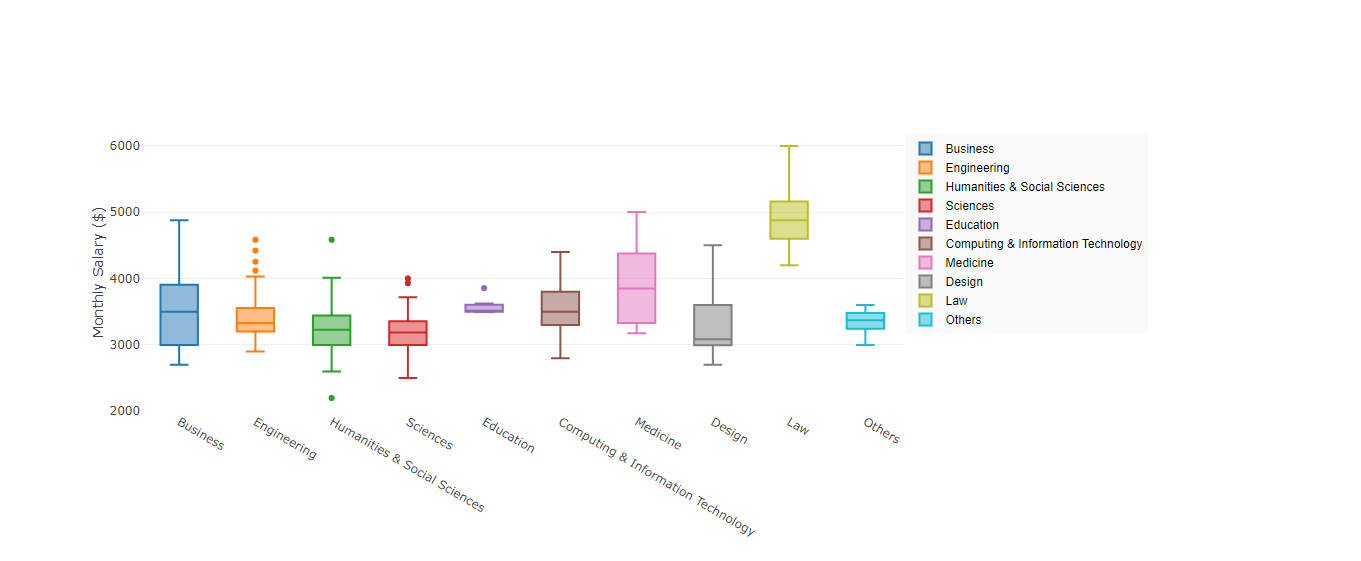 Monthly Salary ($)
6000
5000
4000
3000
2000
Business
Engineering
Humanities & Social Sciences
Sciences
Education
Computing & Information Technology
Medicine
Design
Law
Others
Business
Engineering
Humanities & Social Sciences
Sciences
Education
Computing & Information Technology
Medicine
Design
Law
Others